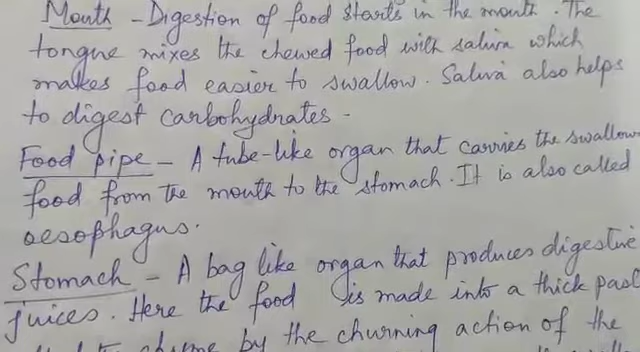 Mouth - Digestion of food starts in the mouth. The
tongue mixes the chewed food with saliva which
makes food easier to swallow. Saliva also helps
to digest carbohydrates -
Food pipe - A tube-like organ that carries the swallow
food from the mouth to the stomach. It is also called
oesophagus.
Stomach - A bag like organ that produces digestive
juices. Here the food is made into a thick past
by the churning action of the